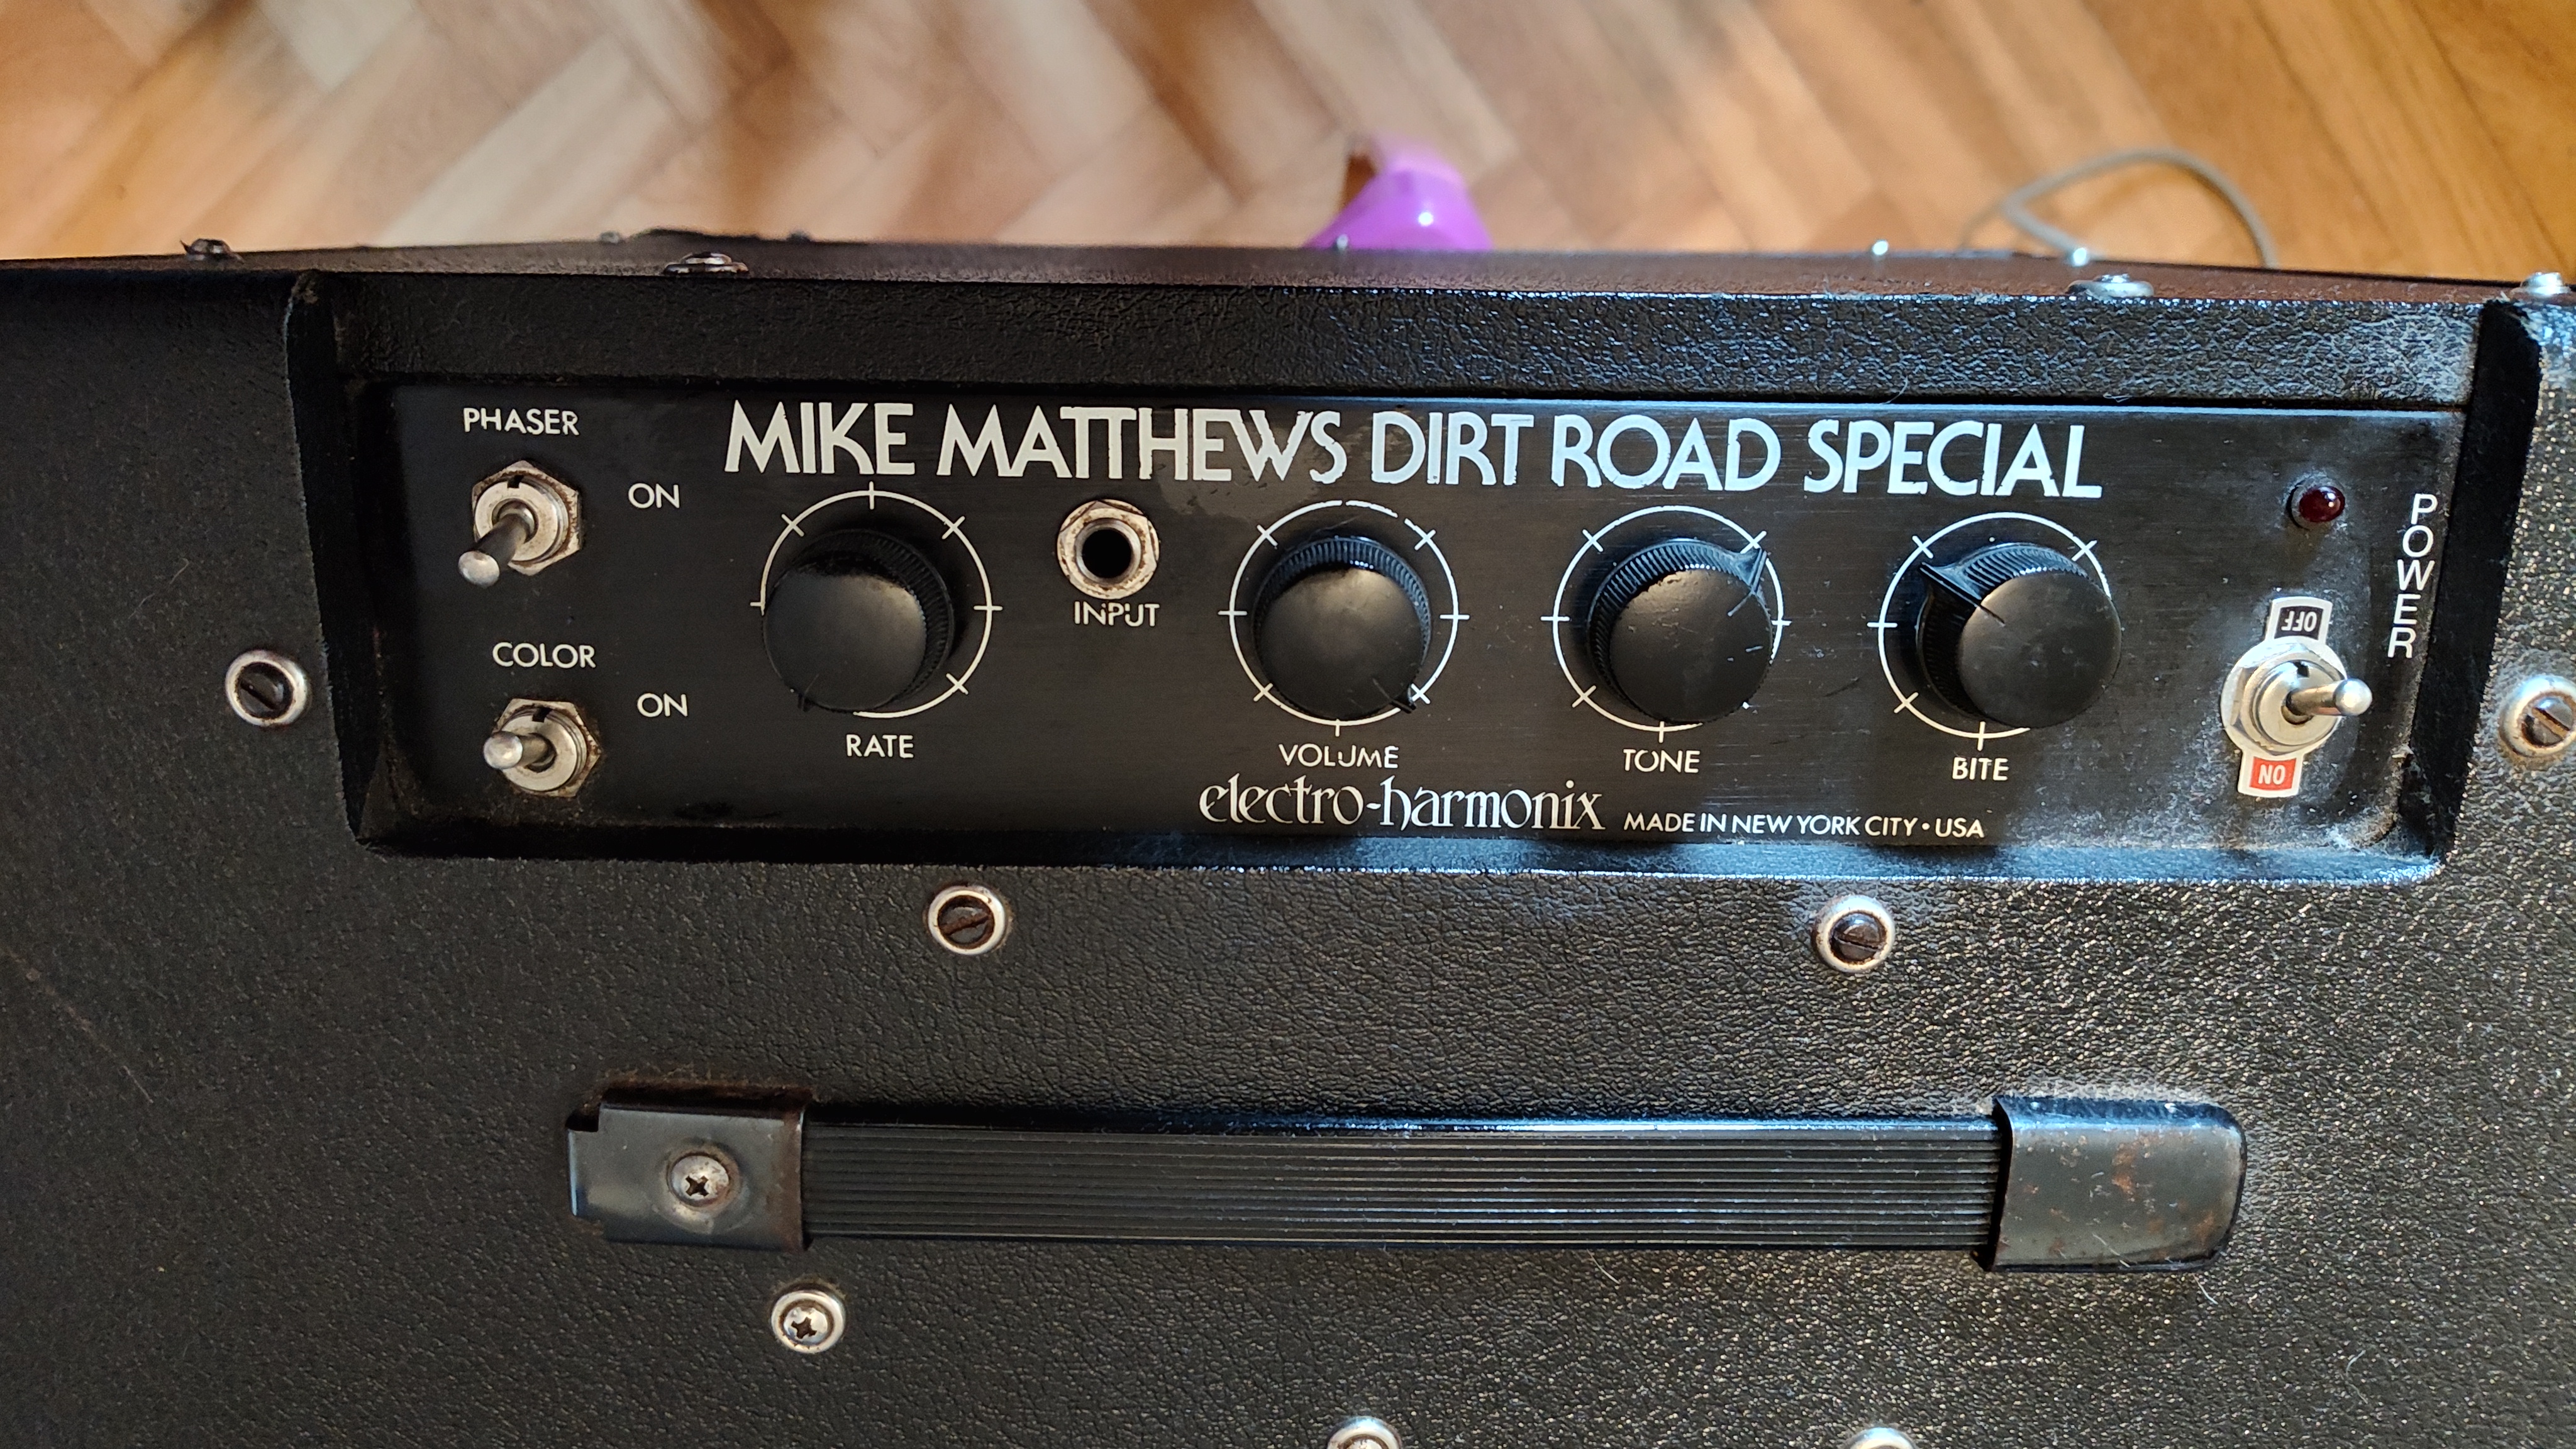 MIKE MATTHEWS DIRT ROAD SPECIAL
PHASER
ON
COLOR
ON
RATE
INPUT
VOLUME
TONE
BITE
POWER
OFF
ON
electro-harmonix MADE IN NEW YORK CITY • USA